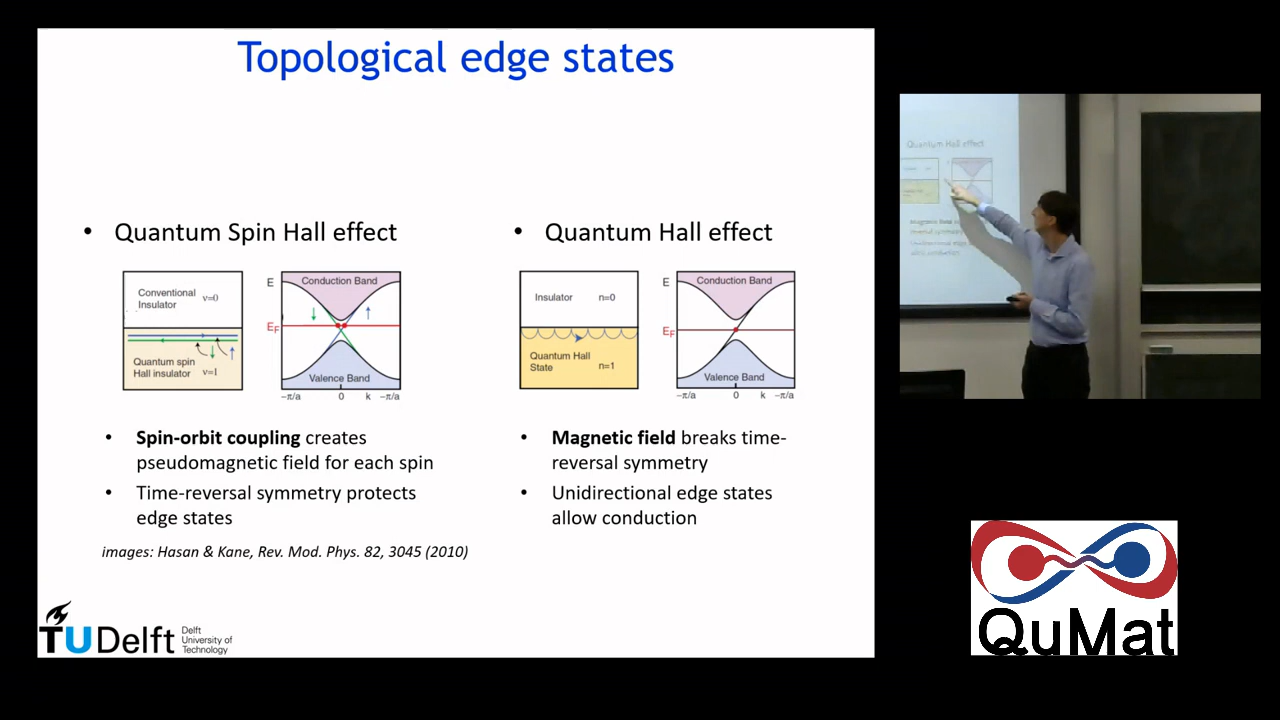 Topological edge states
• Quantum Spin Hall effect
Conventional
Insulator ν=0
Quantum spin
Hall insulator ν=1
E
Conduction Band
↓ ↑
EF
Valence Band
−π/a 0 k −π/a
• Spin-orbit coupling creates
pseudomagnetic field for each spin
• Time-reversal symmetry protects
edge states
images: Hasan & Kane, Rev. Mod. Phys. 82, 3045 (2010)
• Quantum Hall effect
Insulator n=0
Quantum Hall
State n=1
E
Conduction Band
EF
Valence Band
−π/a 0 k −π/a
• Magnetic field breaks time-
reversal symmetry
• Unidirectional edge states
allow conduction
TUDelft
Delft
University of
Technology
Quantum Hall effect
QuMat